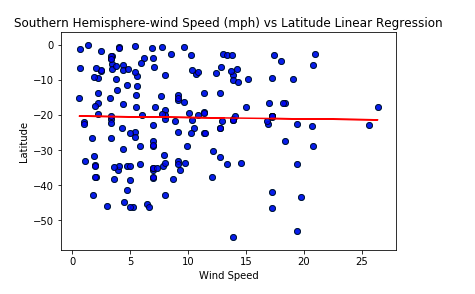 Southern Hemisphere-wind Speed (mph) vs Latitude Linear Regression
0
−10
−20
−30
−40
−50
Latitude
0 5 10 15 20 25
Wind Speed